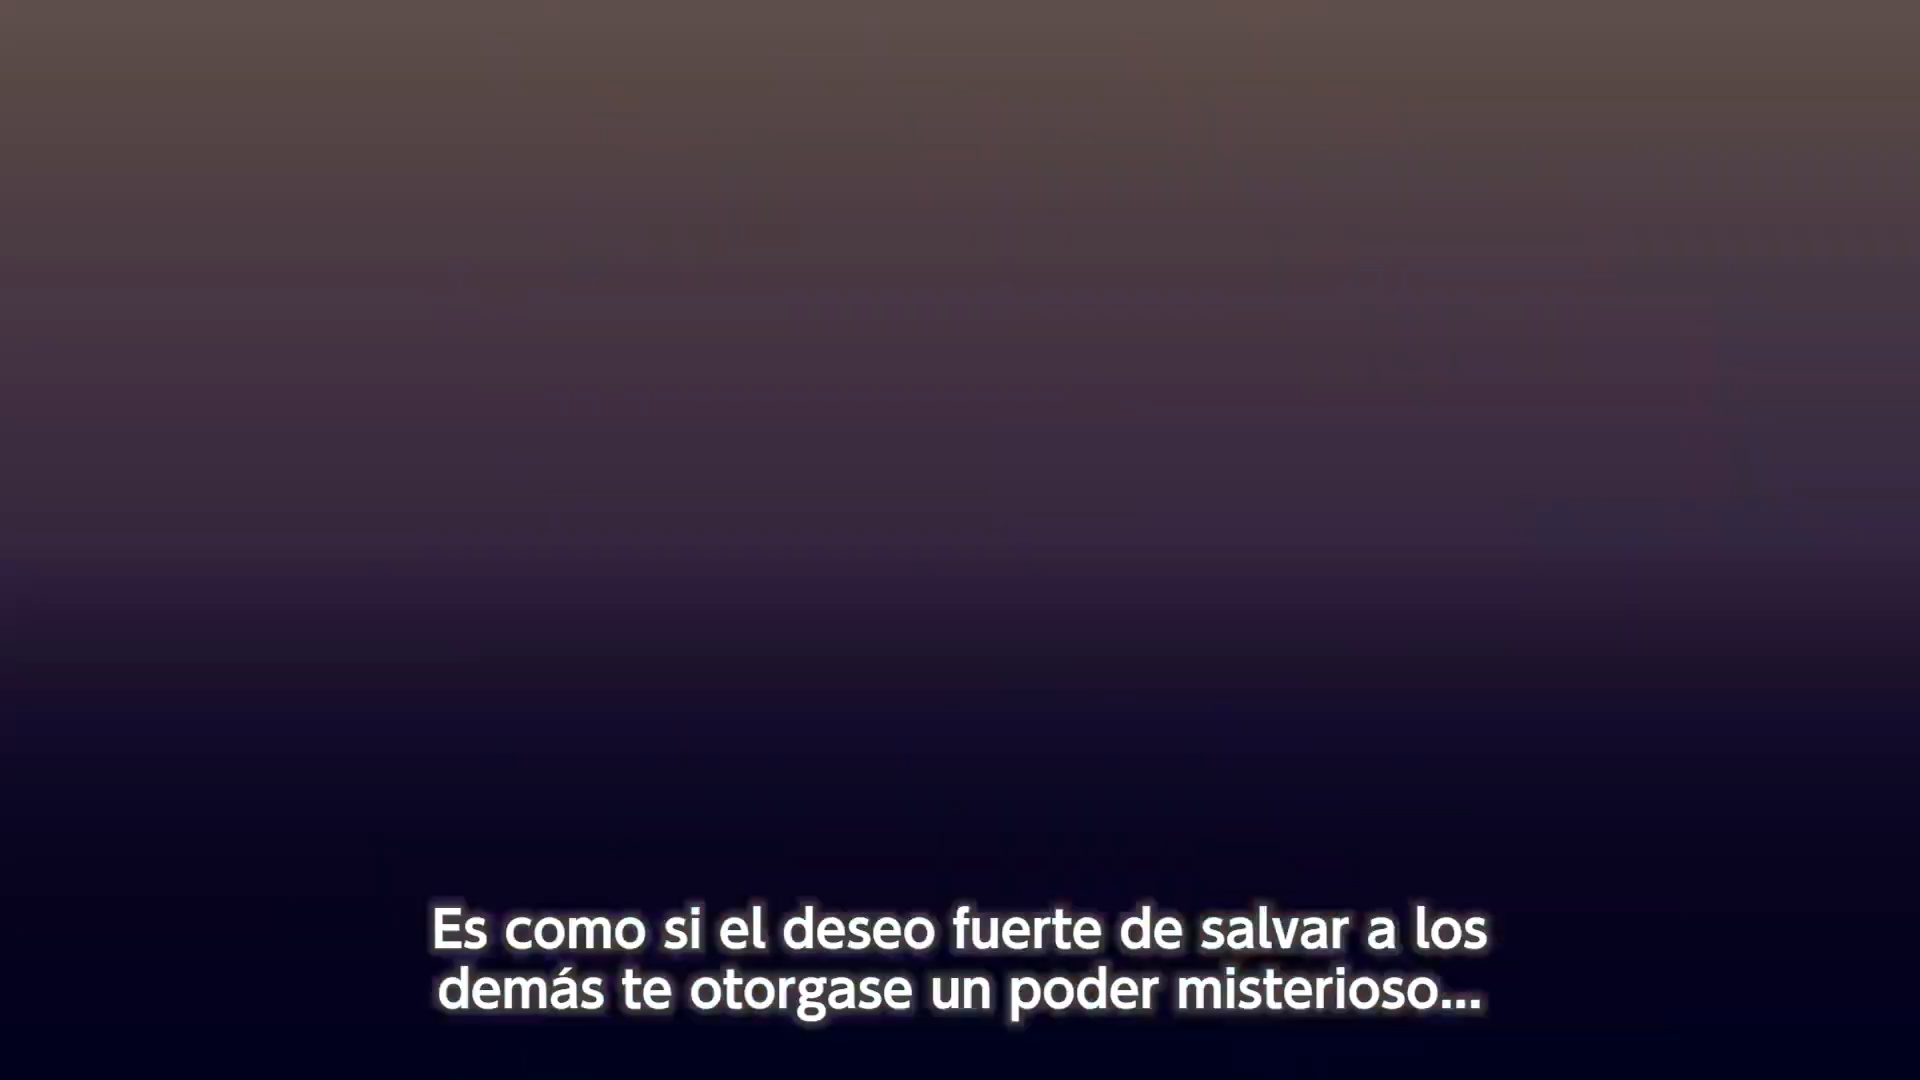 Es como si el deseo fuerte de salvar a los
demás te otorgase un poder misterioso...